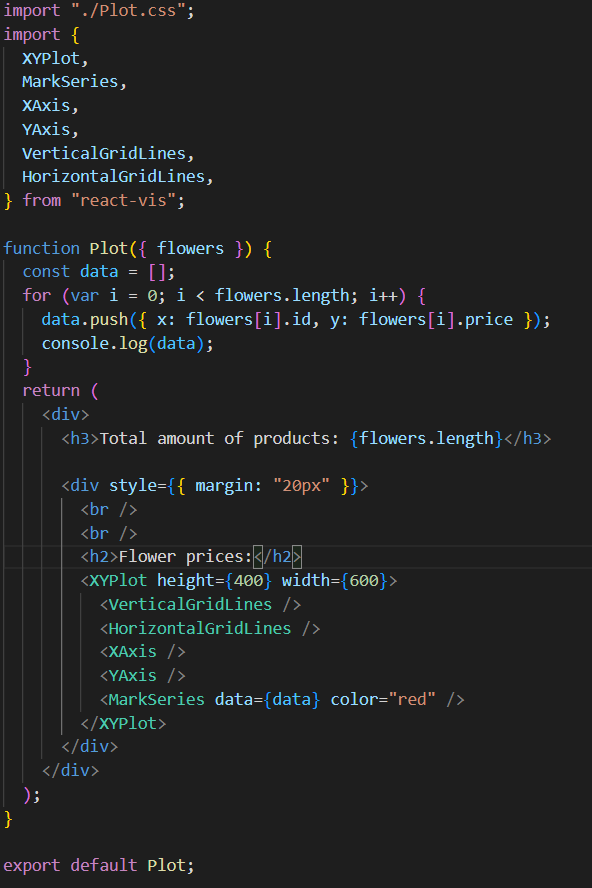 import "./Plot.css";
import {
  XYPlot,
  MarkSeries,
  XAxis,
  YAxis,
  VerticalGridLines,
  HorizontalGridLines,
} from "react-vis";

function Plot({ flowers }) {
  const data = [];
  for (var i = 0; i < flowers.length; i++) {
    data.push({ x: flowers[i].id, y: flowers[i].price });
    console.log(data);
  }
  return (
    <div>
      <h3>Total amount of products: {flowers.length}</h3>

      <div style={{ margin: "20px" }}>
        <br />
        <br />
        <h2>Flower prices:</h2>
        <XYPlot height={400} width={600}>
          <VerticalGridLines />
          <HorizontalGridLines />
          <XAxis />
          <YAxis />
          <MarkSeries data={data} color="red" />
        </XYPlot>
      </div>
    </div>
  );
}

export default Plot;